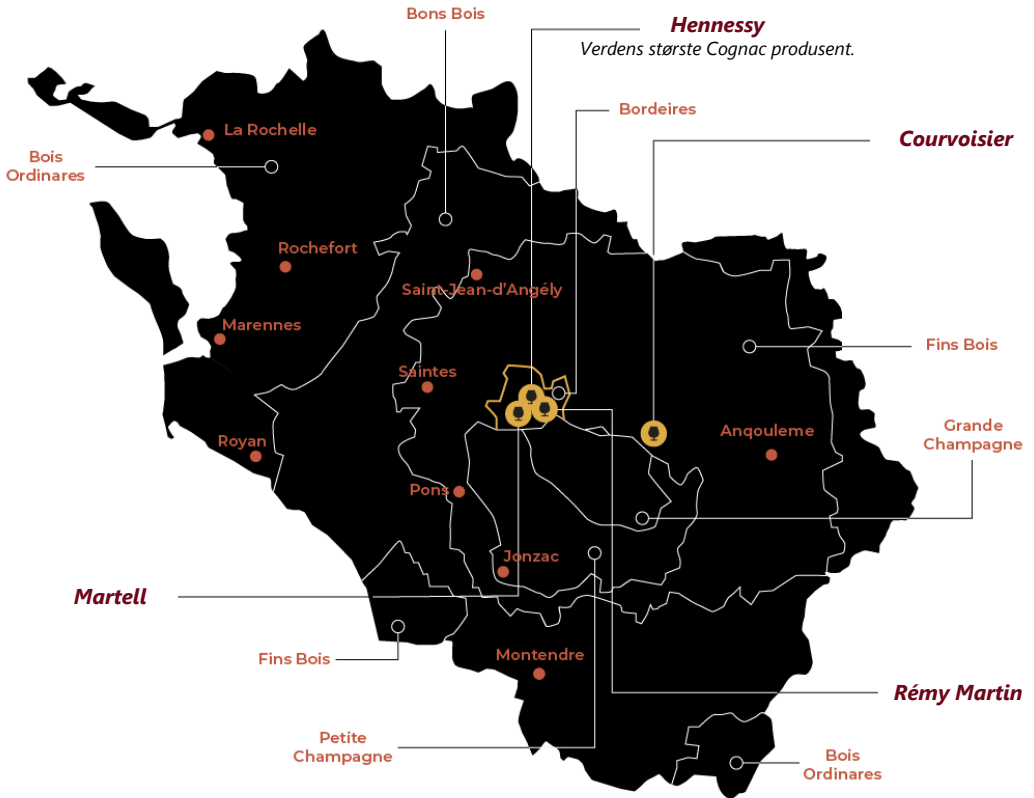 Bons Bois
Hennessy
Verdens største Cognac produsent.
Bordeires
La Rochelle
Courvoisier
Bois
Ordinares
Rochefort
Saint-Jean-d'Angély
Marennes
Fins Bois
Saintes
Grande
Champagne
Anqouleme
Royan
Pons
Jonzac
Martell
Fins Bois
Montendre
Rémy Martin
Petite
Champagne
Bois
Ordinares